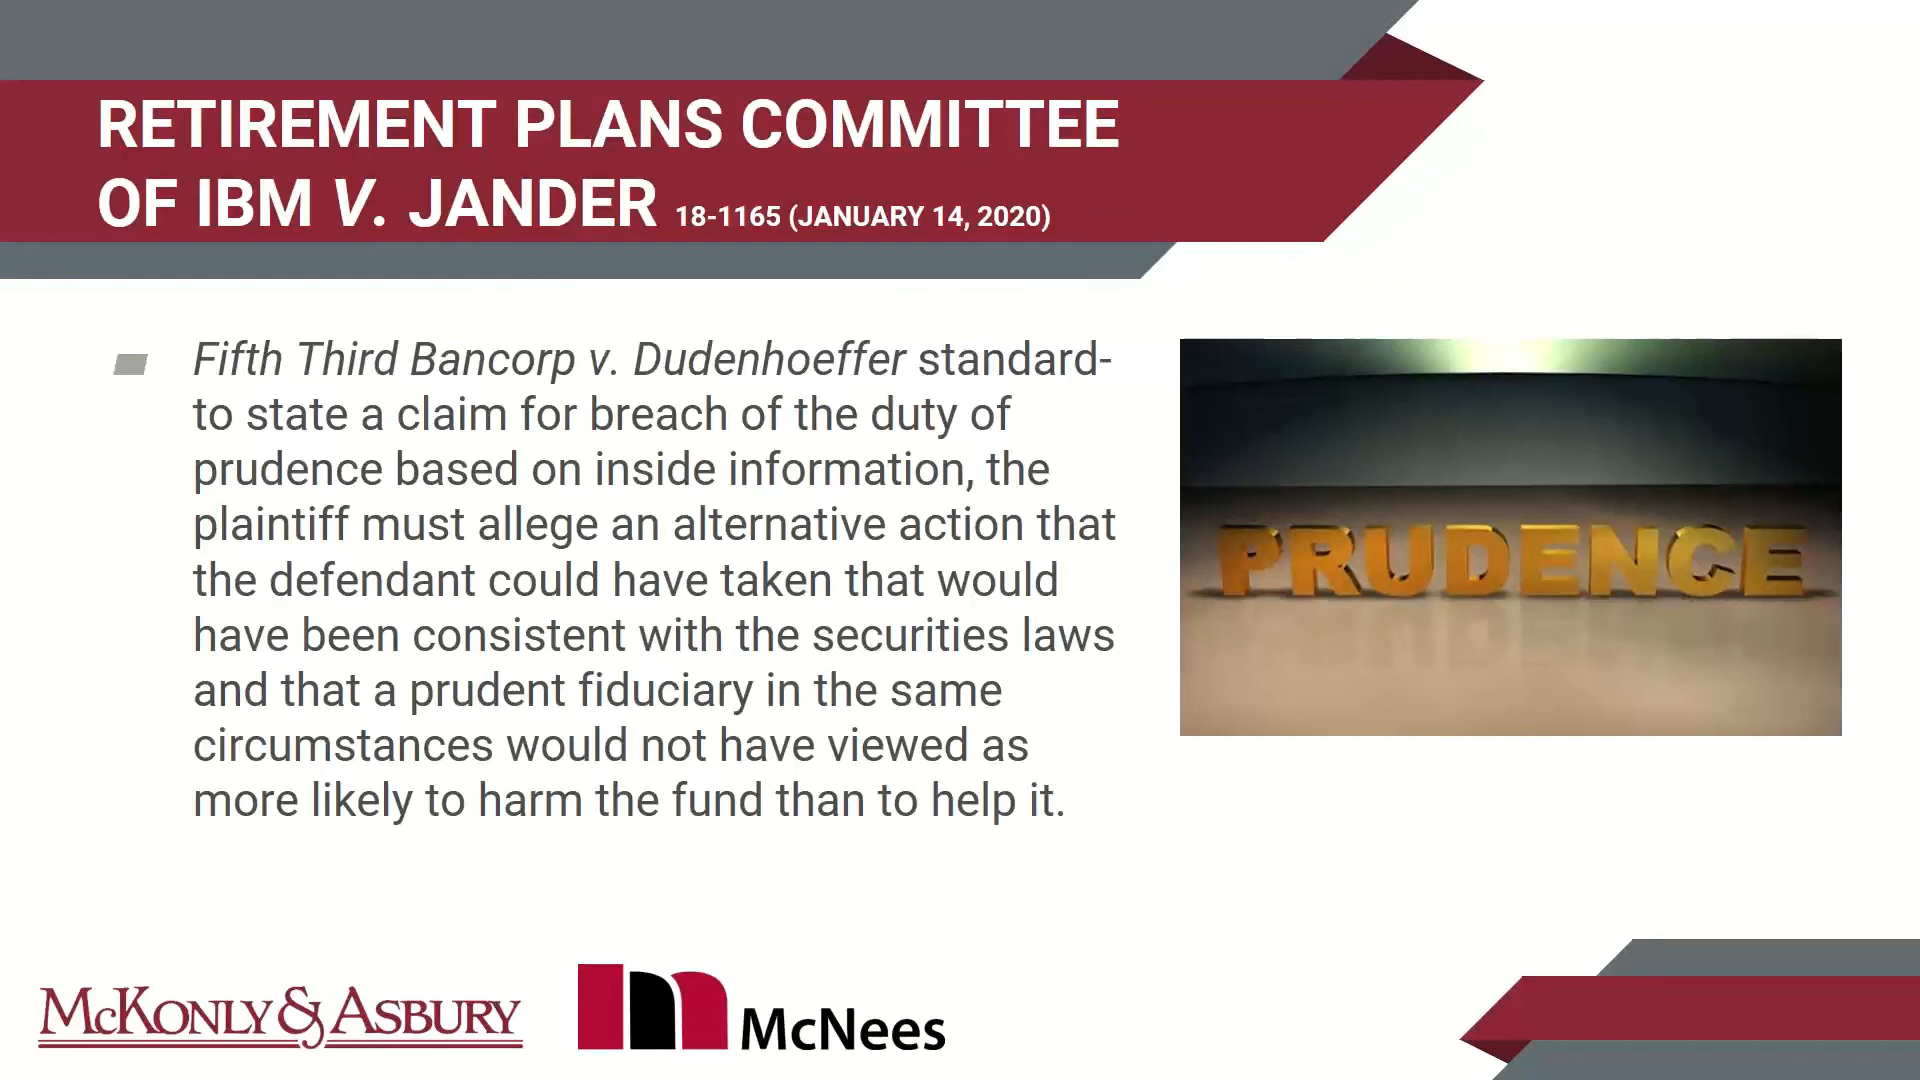 RETIREMENT PLANS COMMITTEE
OF IBM V. JANDER 18-1165 (JANUARY 14, 2020)
Fifth Third Bancorp v. Dudenhoeffer standard-
to state a claim for breach of the duty of
prudence based on inside information, the
plaintiff must allege an alternative action that
the defendant could have taken that would
have been consistent with the securities laws
and that a prudent fiduciary in the same
circumstances would not have viewed as
more likely to harm the fund than to help it.
PRUDENCE
McKonly & Asbury
McNees